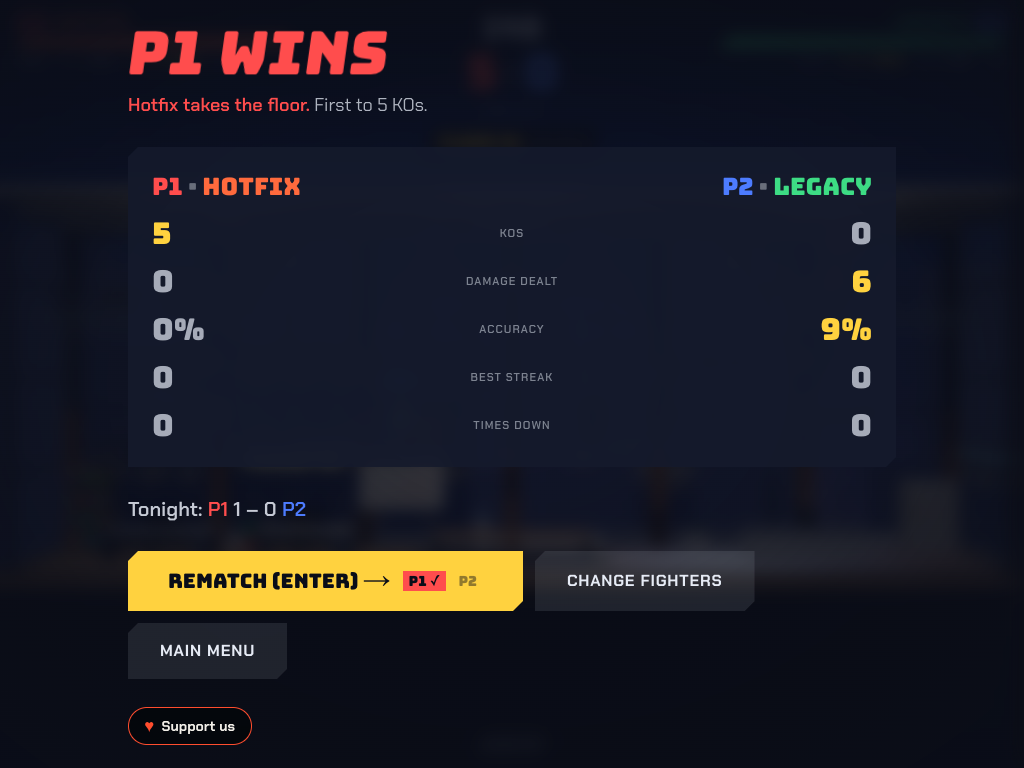 P1 WINS
Hotfix takes the floor. First to 5 KOs.
P1 ▪ HOTFIX P2 ▪ LEGACY
5 KOS 0
0 DAMAGE DEALT 6
0% ACCURACY 9%
0 BEST STREAK 0
0 TIMES DOWN 0
Tonight: P1 1 – 0 P2
REMATCH (ENTER) → P1 ✓ P2
CHANGE FIGHTERS
MAIN MENU
♥ Support us